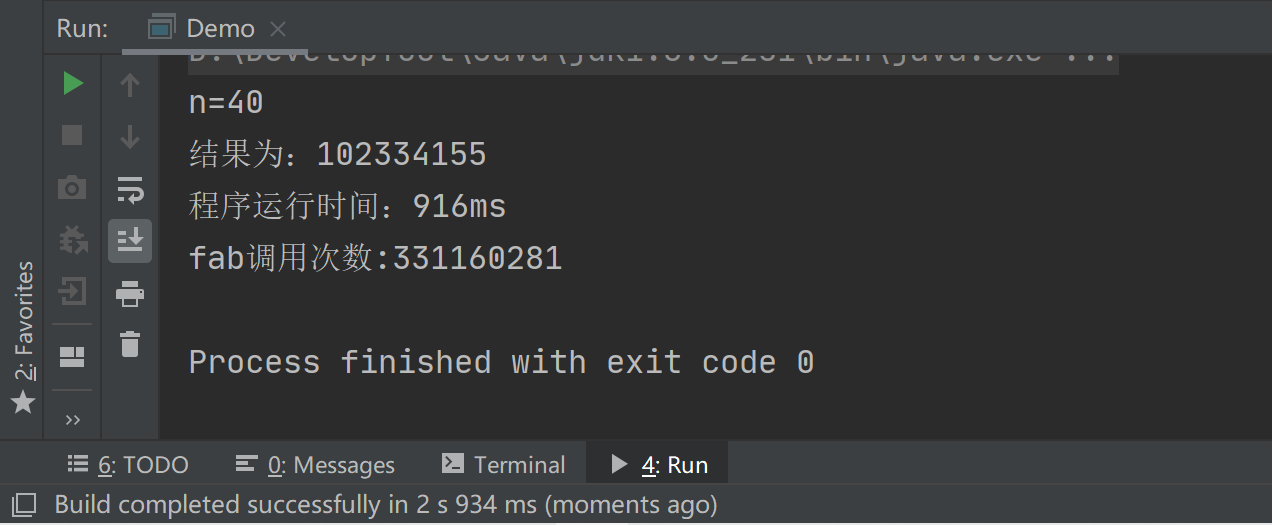 Run: Demo
n=40
结果为：102334155
程序运行时间：916ms
fab调用次数:331160281
Process finished with exit code 0
2: Favorites
6: TODO 0: Messages Terminal 4: Run
Build completed successfully in 2 s 934 ms (moments ago)